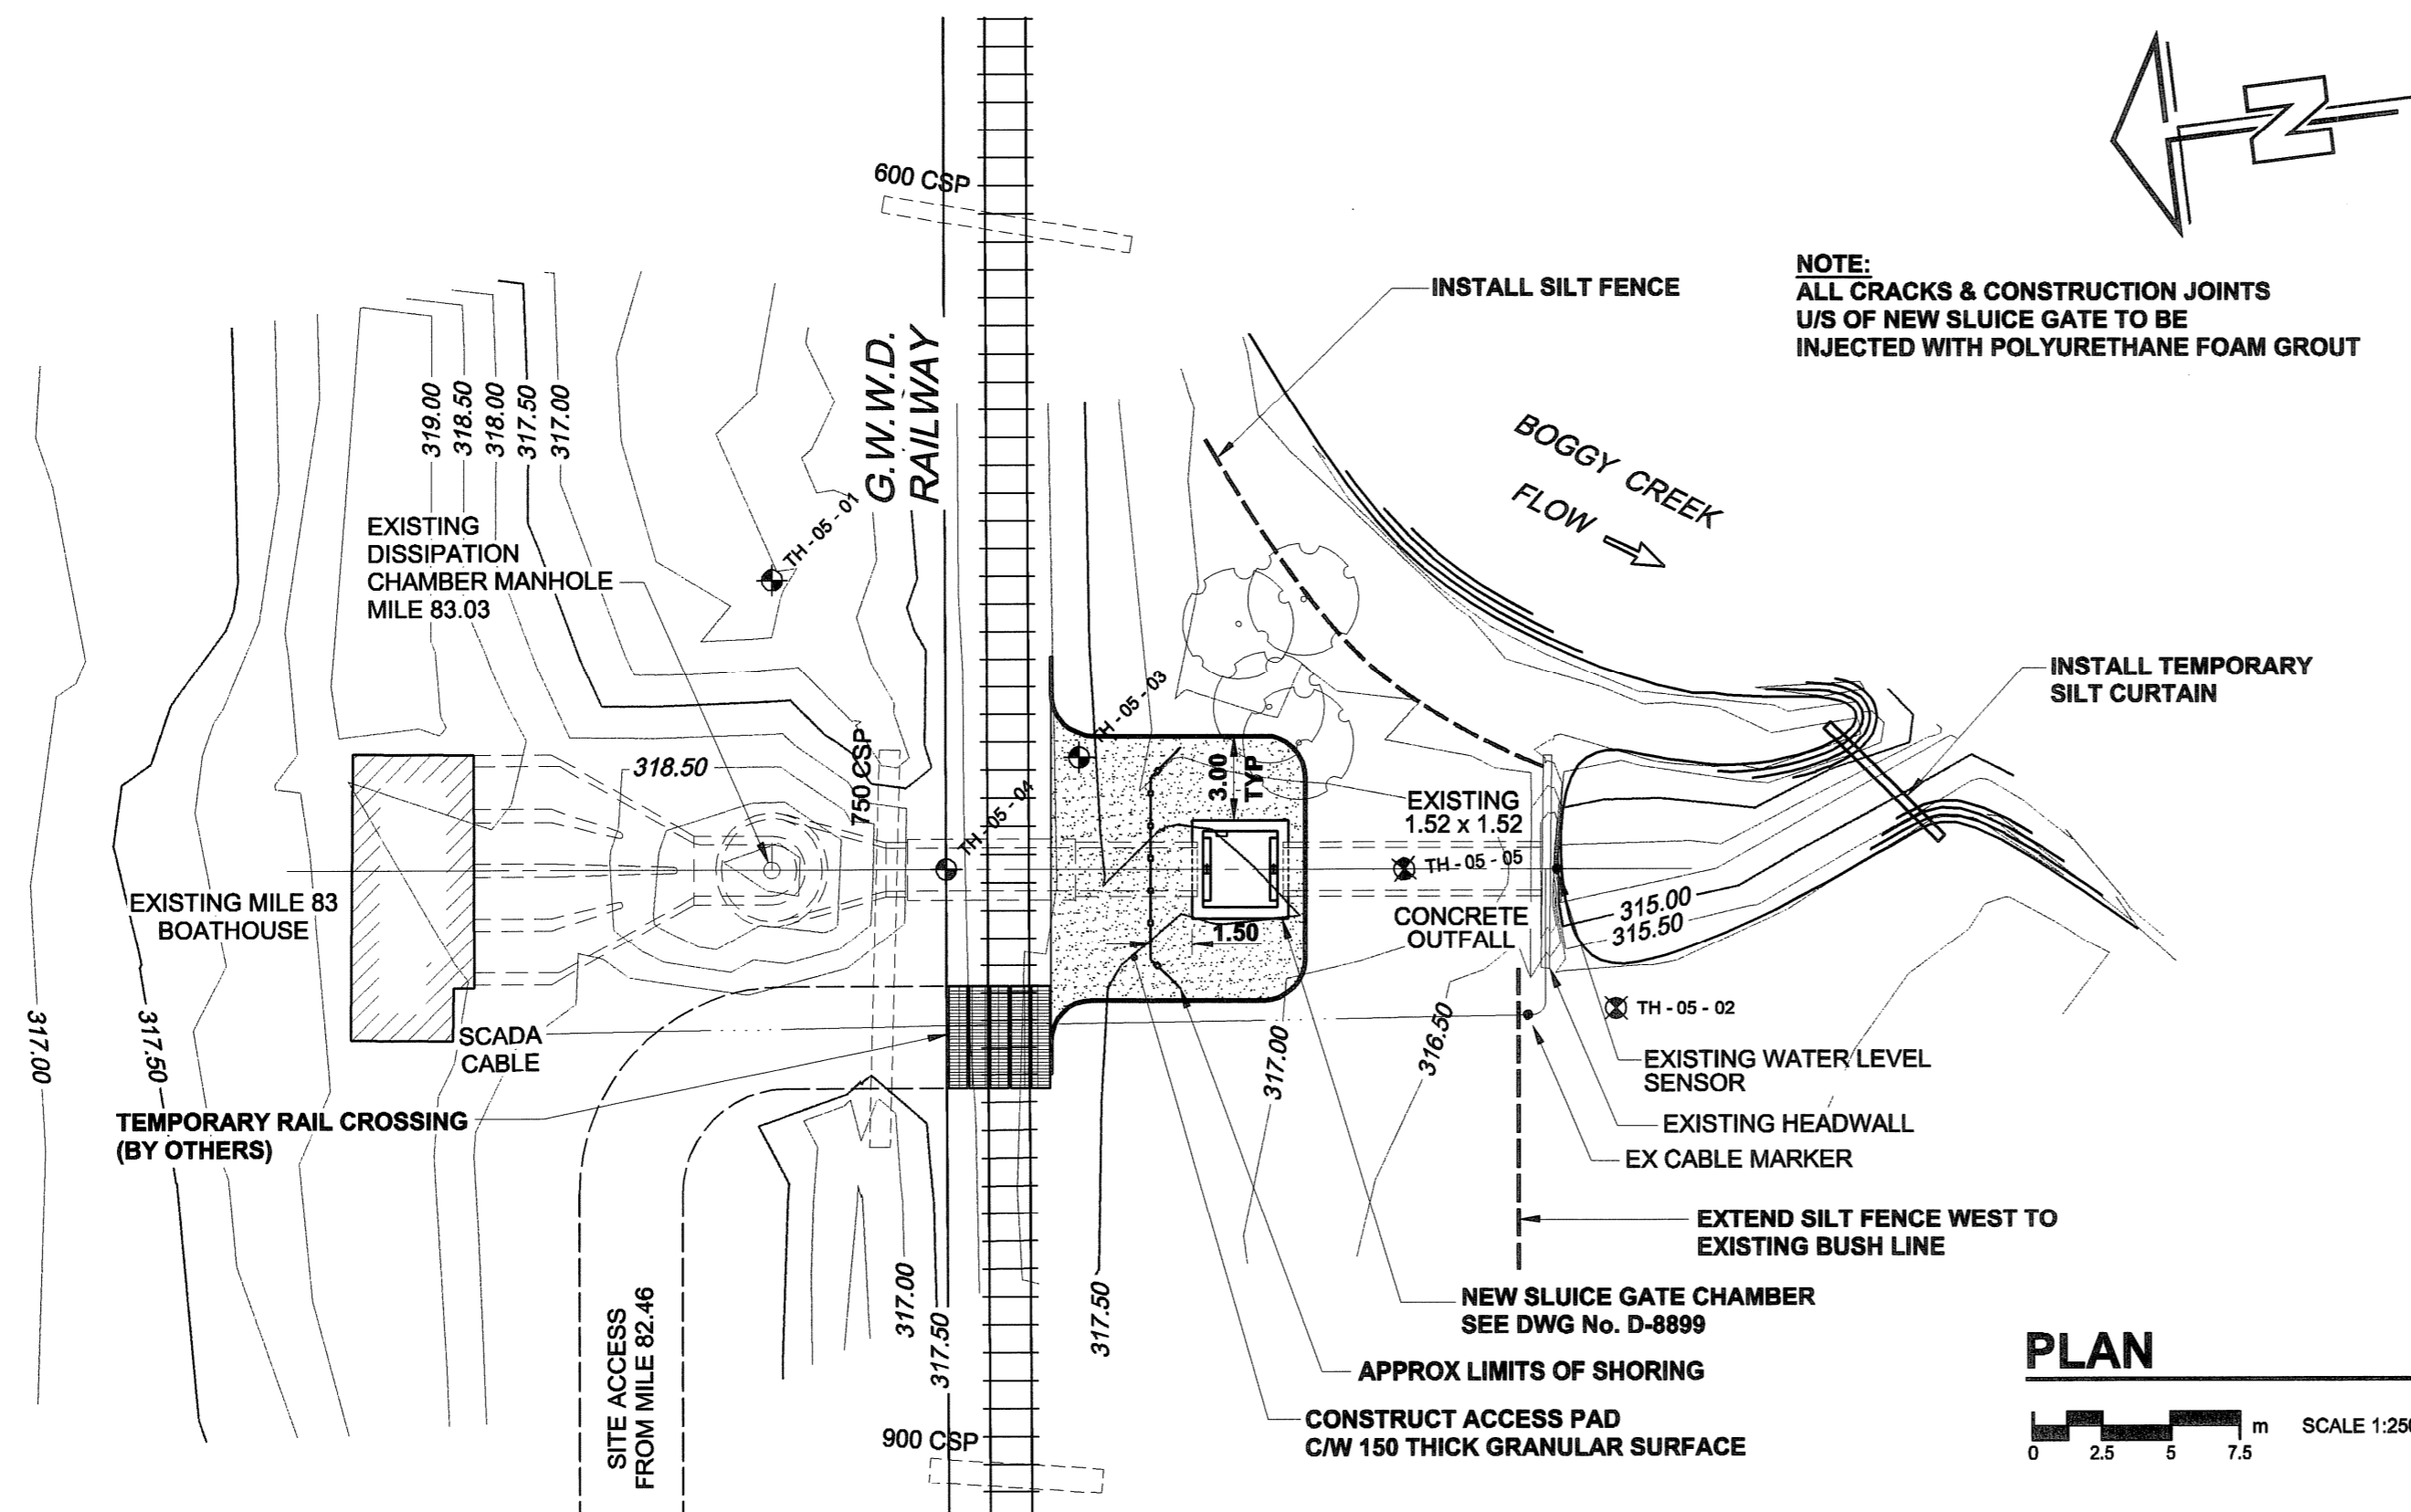 N
600 CSP
INSTALL SILT FENCE
NOTE:
ALL CRACKS & CONSTRUCTION JOINTS
U/S OF NEW SLUICE GATE TO BE
INJECTED WITH POLYURETHANE FOAM GROUT
G.W.W.D.
RAILWAY
319.00
318.50
318.00
317.50
317.00
BOGGY CREEK
FLOW
EXISTING
DISSIPATION
CHAMBER MANHOLE
MILE 83.03
TH - 05 - 01
INSTALL TEMPORARY
SILT CURTAIN
TH - 05 - 03
318.50
750 CSP
TH - 05 - 04
3.00
TYP
EXISTING
1.52 x 1.52
TH - 05 - 05
EXISTING MILE 83
BOATHOUSE
CONCRETE
OUTFALL
1.50
315.00
315.50
TH - 05 - 02
317.00
317.50
SCADA
CABLE
317.00
316.50
EXISTING WATER LEVEL
SENSOR
TEMPORARY RAIL CROSSING
(BY OTHERS)
EXISTING HEADWALL
EX CABLE MARKER
EXTEND SILT FENCE WEST TO
EXISTING BUSH LINE
SITE ACCESS
FROM MILE 82.46
317.00
317.50
317.50
NEW SLUICE GATE CHAMBER
SEE DWG No. D-8899
APPROX LIMITS OF SHORING
CONSTRUCT ACCESS PAD
C/W 150 THICK GRANULAR SURFACE
900 CSP
PLAN
m SCALE 1:250
0 2.5 5 7.5